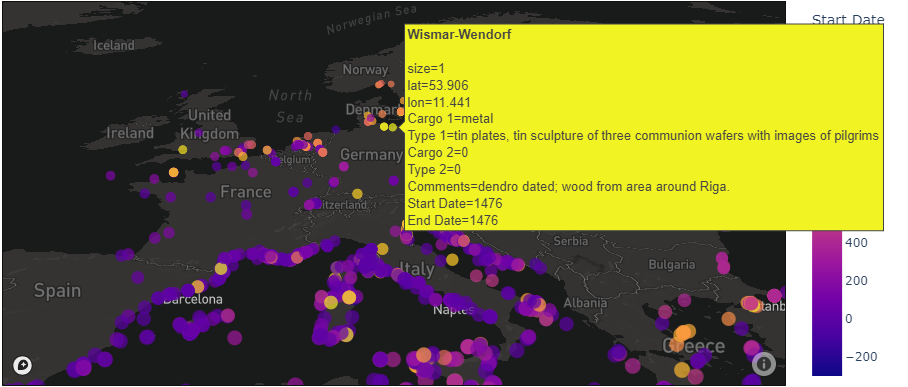 Norwegian Sea
Start Date
Wismar-Wendorf
size=1
lat=53.906
lon=11.441
Cargo 1=metal
Type 1=tin plates, tin sculpture of three communion wafers with images of pilgrims
Cargo 2=0
Type 2=0
Comments=dendro dated; wood from area around Riga.
Start Date=1476
End Date=1476
Iceland
Norway
North
Sea
Denmar
United
Kingdom
Ireland
Belgium
Germany
France
Switzerland
Serbia
400
Bulgaria
Italy
200
Spain
Barcelona
Naples
Albania
0
Greece
−200